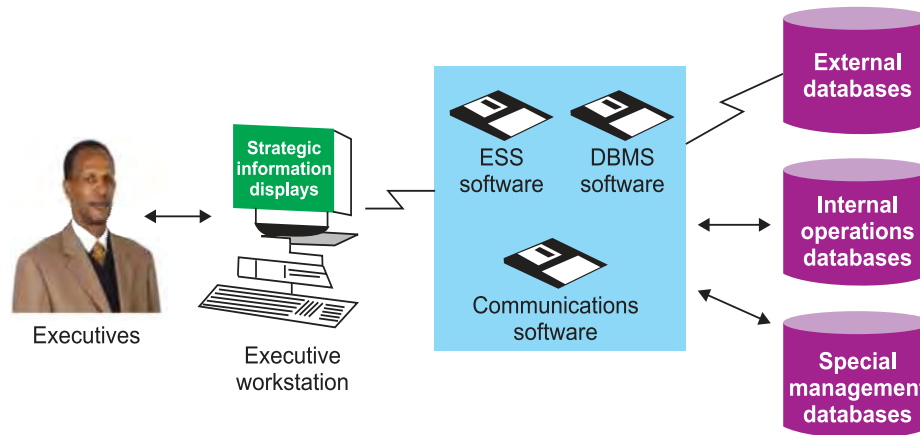 Executives
Strategic
information
displays
Executive
workstation
ESS
software
DBMS
software
Communications
software
External
databases
Internal
operations
databases
Special
management
databases